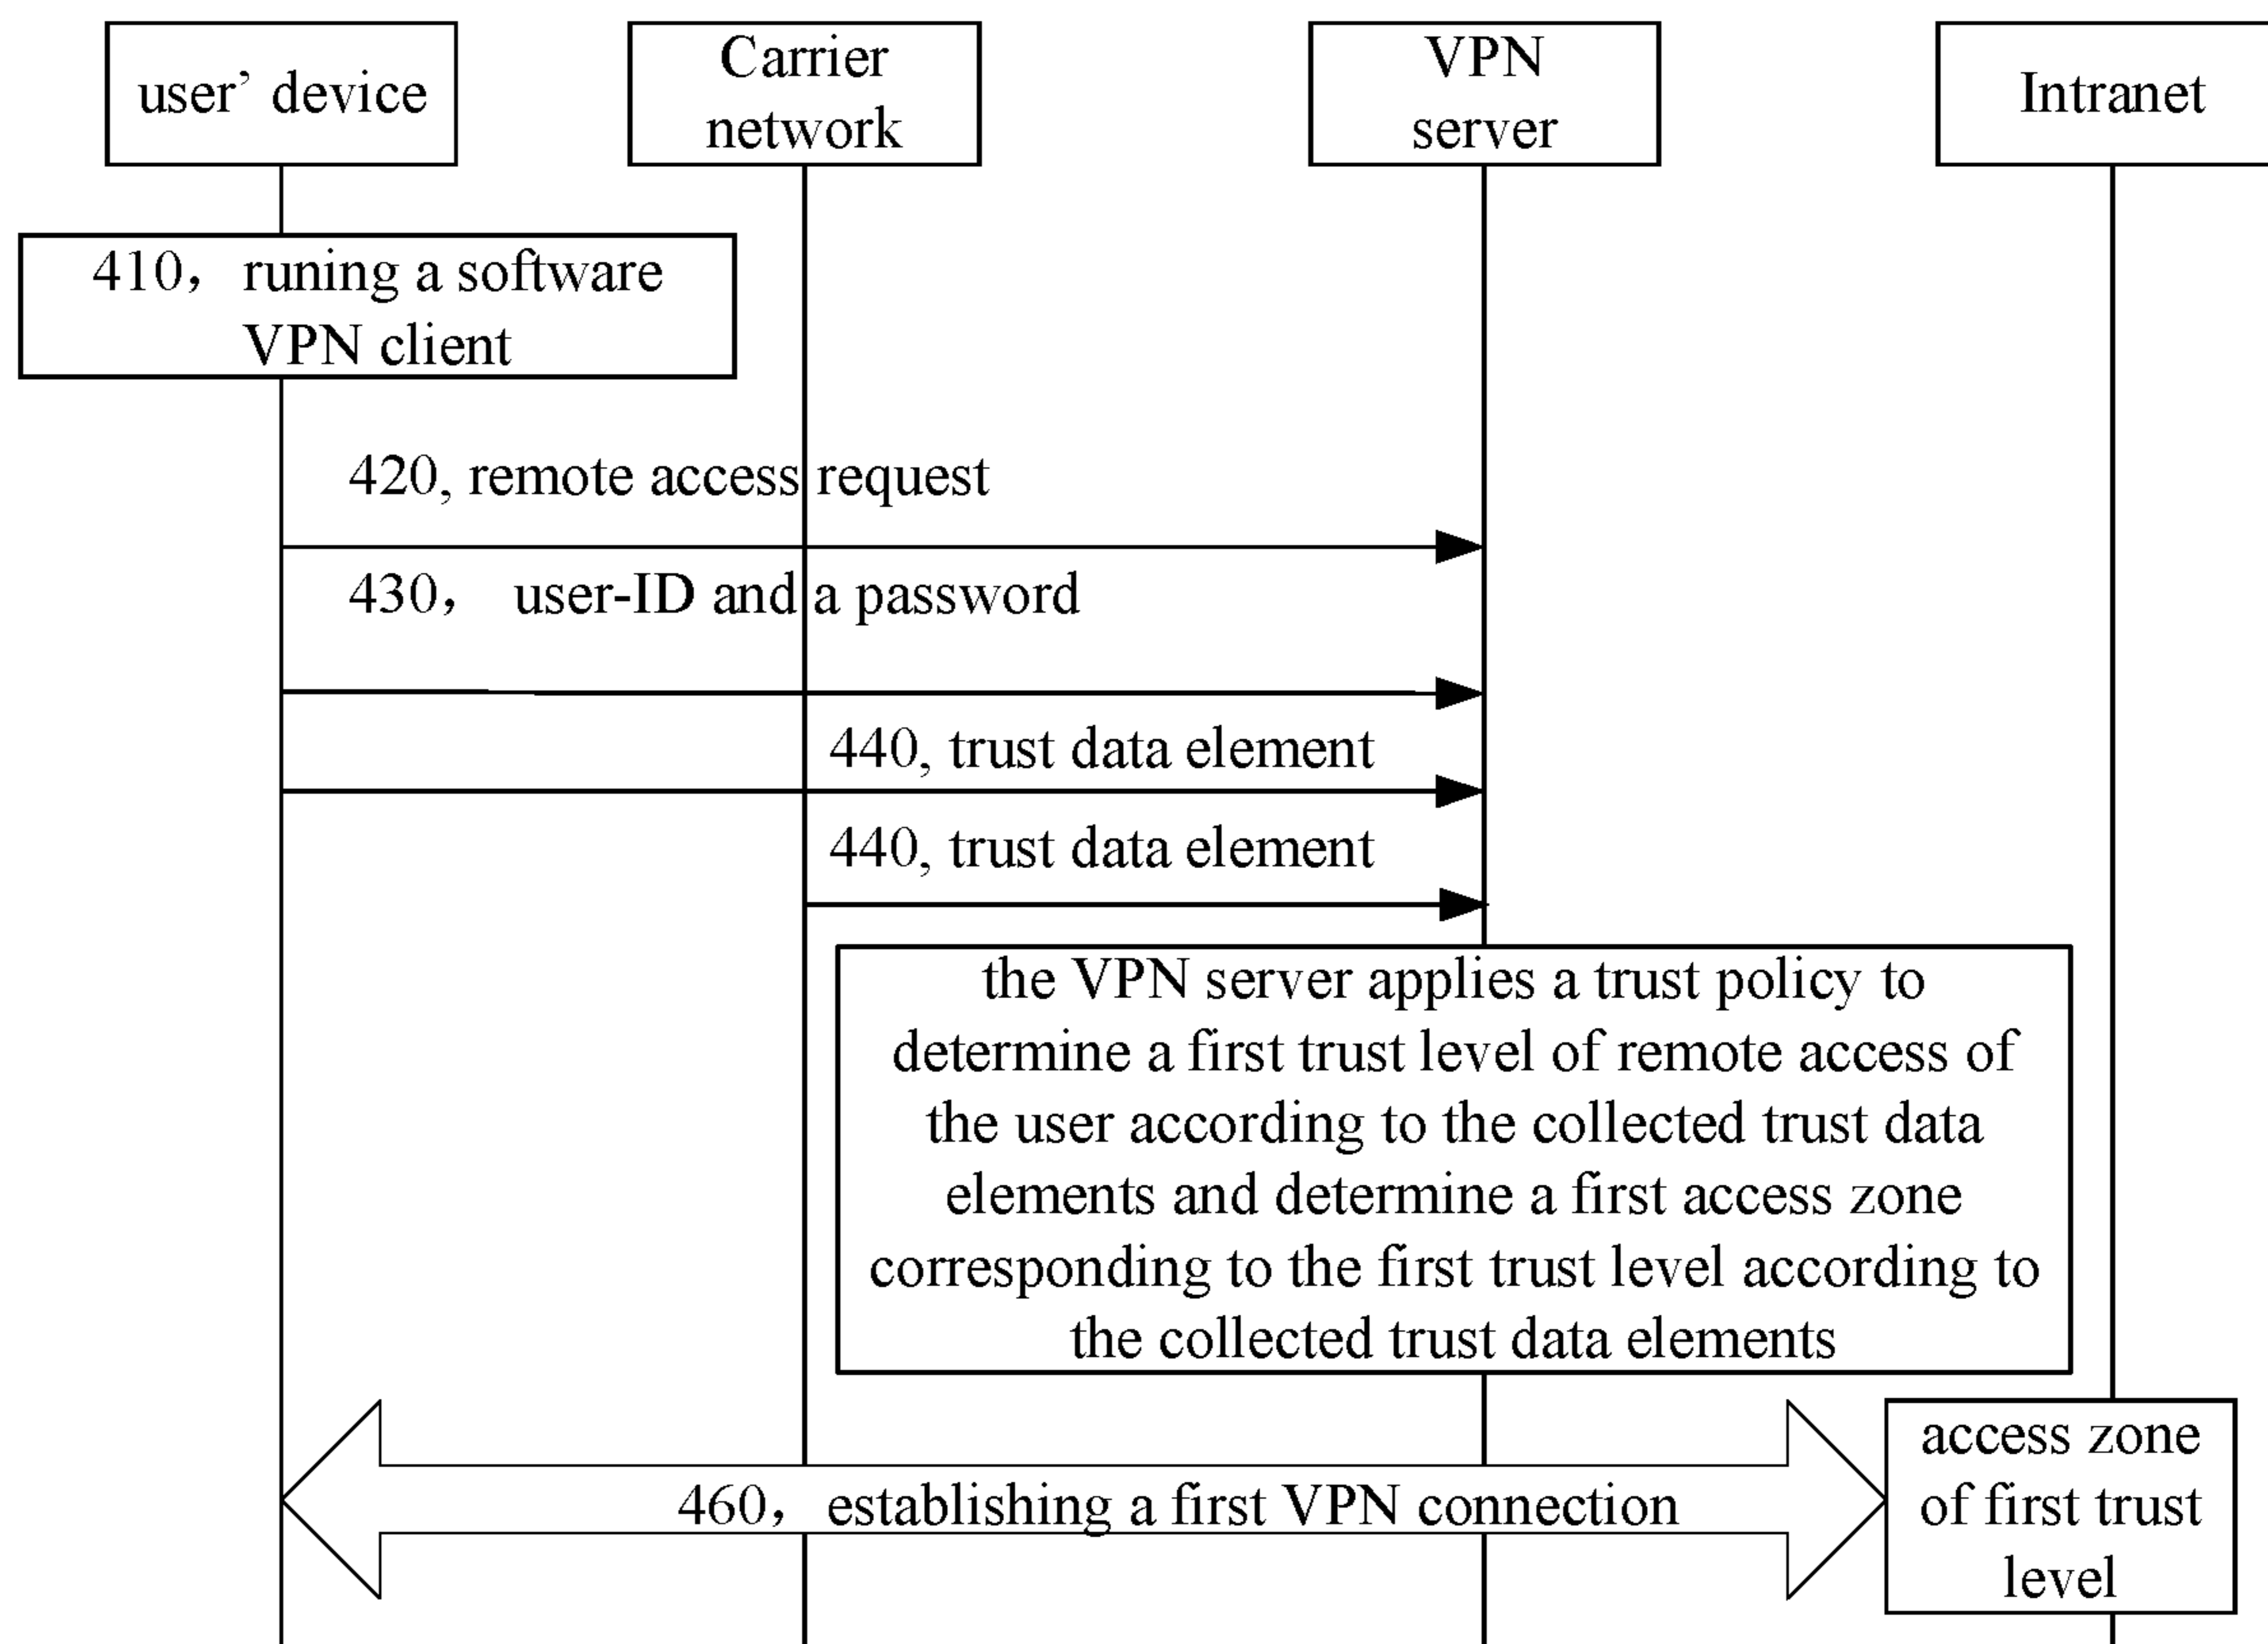 user’ device
Carrier
network
VPN
server
Intranet
410， runing a software
VPN client
420, remote access request
430， user-ID and a password
440, trust data element
440, trust data element
the VPN server applies a trust policy to
determine a first trust level of remote access of
the user according to the collected trust data
elements and determine a first access zone
corresponding to the first trust level according to
the collected trust data elements
460， establishing a first VPN connection
access zone
of first trust
level